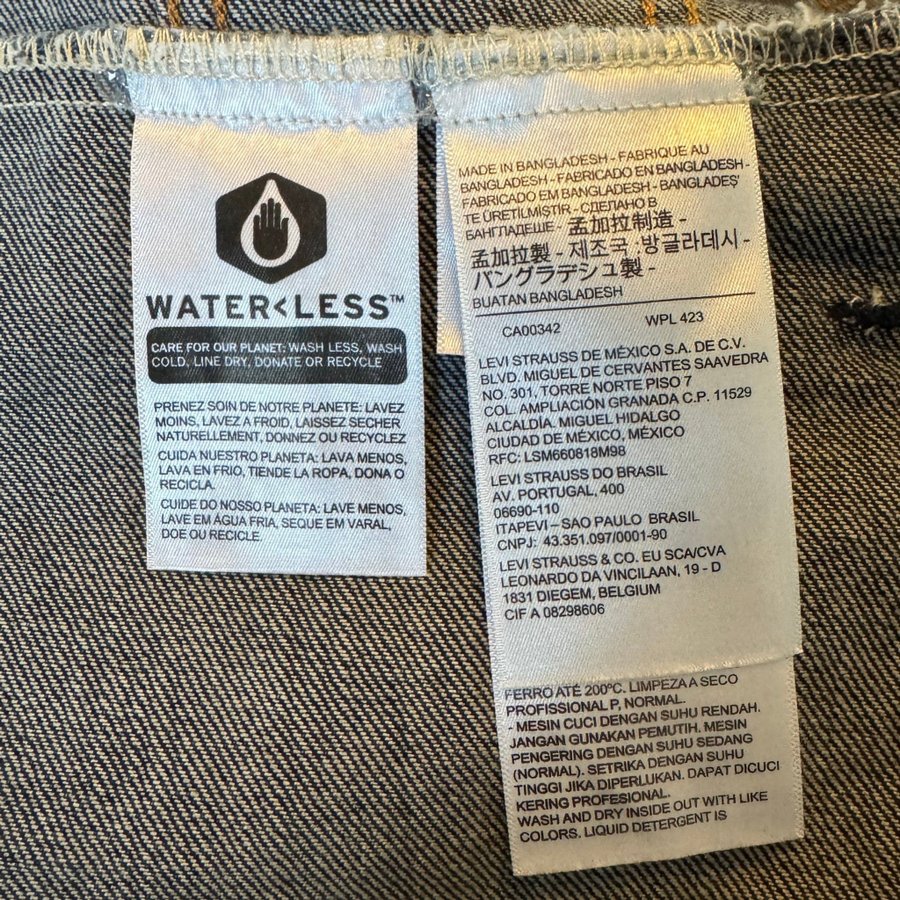 WATER<LESS™
CARE FOR OUR PLANET: WASH LESS, WASH
COLD, LINE DRY, DONATE OR RECYCLE
PRENEZ SOIN DE NOTRE PLANETE: LAVEZ
MOINS, LAVEZ A FROID, LAISSEZ SECHER
NATURELLEMENT, DONNEZ OU RECYCLEZ
CUIDA NUESTRO PLANETA: LAVA MENOS,
LAVA EN FRIO, TIENDE LA ROPA, DONA O
RECICLA.
CUIDE DO NOSSO PLANETA: LAVE MENOS,
LAVE EM ÁGUA FRIA, SEQUE EM VARAL,
DOE OU RECICLE.
MADE IN BANGLADESH - FABRIQUE AU
BANGLADESH - FABRICADO EN BANGLADESH -
FABRICADO EM BANGLADESH - BANGLADEŞ'
TE ÜRETİLMİŞTİR - СДЕЛАНО В
БАНГЛАДЕШЕ - 孟加拉制造 -
孟加拉製 - 제조국 :방글라데시 -
バングラデシュ製 -
BUATAN BANGLADESH
CA00342 WPL 423
LEVI STRAUSS DE MÉXICO S.A. DE C.V.
BLVD. MIGUEL DE CERVANTES SAAVEDRA
NO. 301, TORRE NORTE PISO 7
COL. AMPLIACIÓN GRANADA C.P. 11529
ALCALDÍA. MIGUEL HIDALGO
CIUDAD DE MÉXICO, MÉXICO
RFC: LSM660818M98
LEVI STRAUSS DO BRASIL
AV. PORTUGAL, 400
06690-110
ITAPEVI – SAO PAULO BRASIL
CNPJ: 43.351.097/0001-90
LEVI STRAUSS & CO. EU SCA/CVA
LEONARDO DA VINCILAAN, 19 - D
1831 DIEGEM, BELGIUM
CIF A 08298606
FERRO ATÉ 200ºC. LIMPEZA A SECO
PROFISSIONAL P, NORMAL.
- MESIN CUCI DENGAN SUHU RENDAH.
JANGAN GUNAKAN PEMUTIH. MESIN
PENGERING DENGAN SUHU SEDANG
(NORMAL). SETRIKA DENGAN SUHU
TINGGI JIKA DIPERLUKAN. DAPAT DICUCI
KERING PROFESIONAL.
WASH AND DRY INSIDE OUT WITH LIKE
COLORS. LIQUID DETERGENT IS